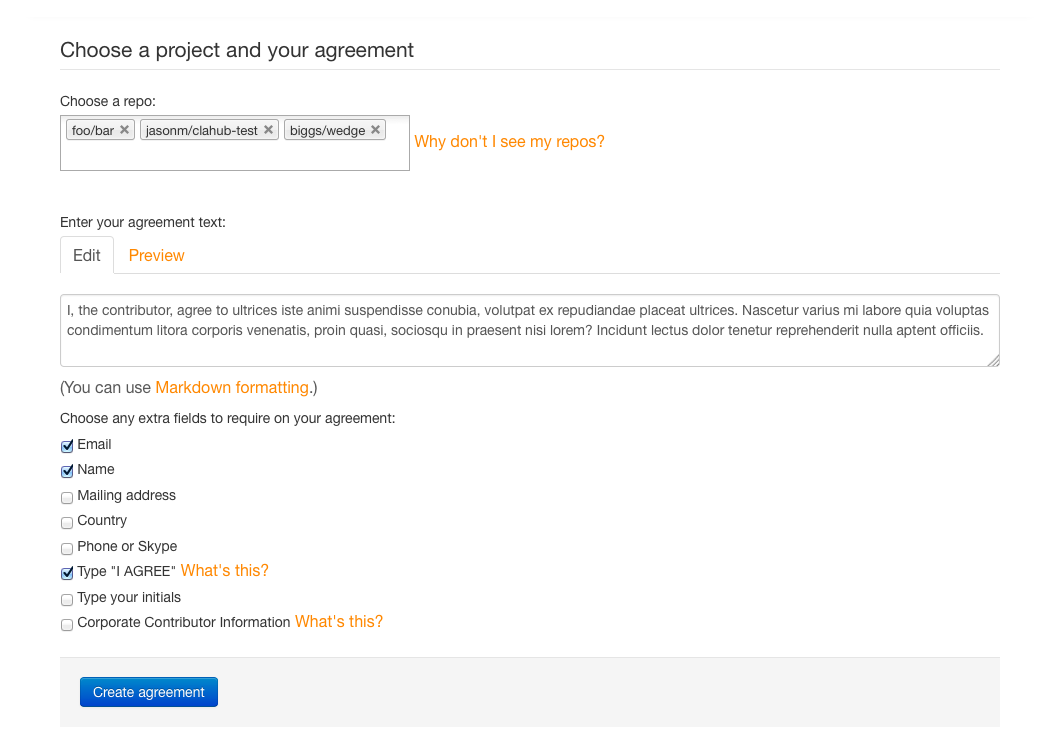 Choose a project and your agreement
Choose a repo:
foo/bar × jasonm/clahub-test × biggs/wedge ×
Why don't I see my repos?
Enter your agreement text:
Edit Preview
I, the contributor, agree to ultrices iste animi suspendisse conubia, volutpat ex repudiandae placeat ultrices. Nascetur varius mi labore quia voluptas
condimentum litora corporis venenatis, proin quasi, sociosqu in praesent nisi lorem? Incidunt lectus dolor tenetur reprehenderit nulla aptent officiis.
(You can use Markdown formatting.)
Choose any extra fields to require on your agreement:
Email
Name
Mailing address
Country
Phone or Skype
Type "I AGREE" What's this?
Type your initials
Corporate Contributor Information What's this?
Create agreement